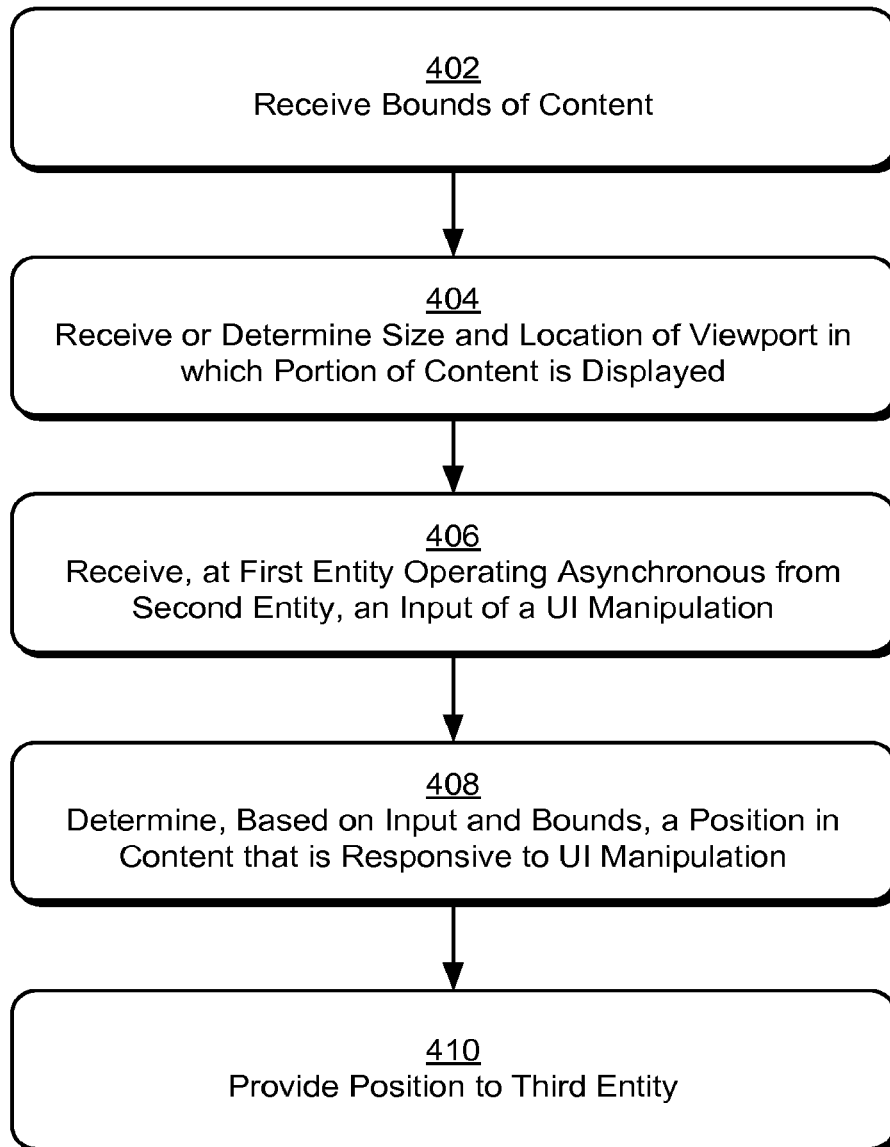 402
Receive Bounds of Content
404
Receive or Determine Size and Location of Viewport in
which Portion of Content is Displayed
406
Receive, at First Entity Operating Asynchronous from
Second Entity, an Input of a UI Manipulation
408
Determine, Based on Input and Bounds, a Position in
Content that is Responsive to UI Manipulation
410
Provide Position to Third Entity